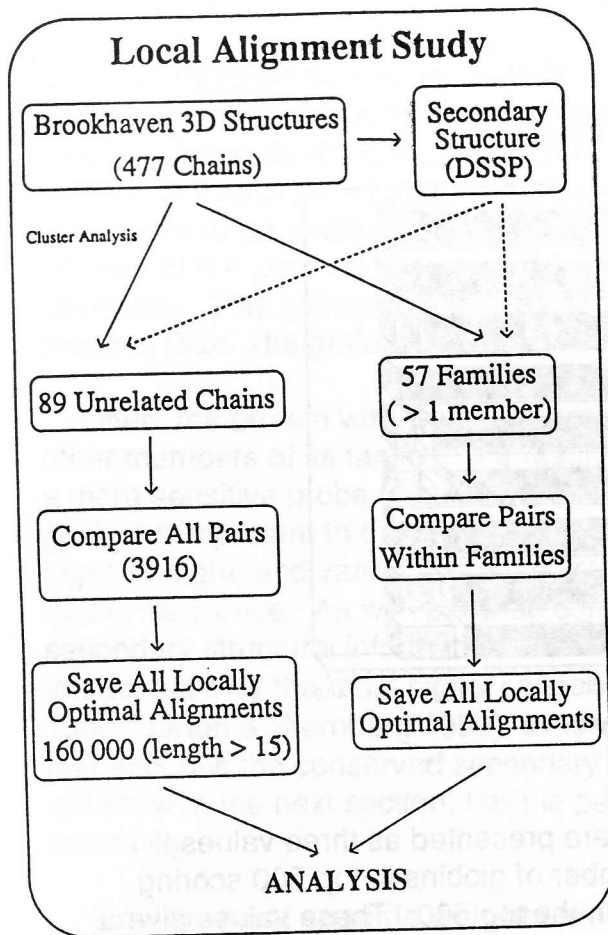 Local Alignment Study
Brookhaven 3D Structures
(477 Chains)
Secondary
Structure
(DSSP)
Cluster Analysis
89 Unrelated Chains
57 Families
( > 1 member)
Compare All Pairs
(3916)
Compare Pairs
Within Families
Save All Locally
Optimal Alignments
160 000 (length > 15)
Save All Locally
Optimal Alignments
ANALYSIS